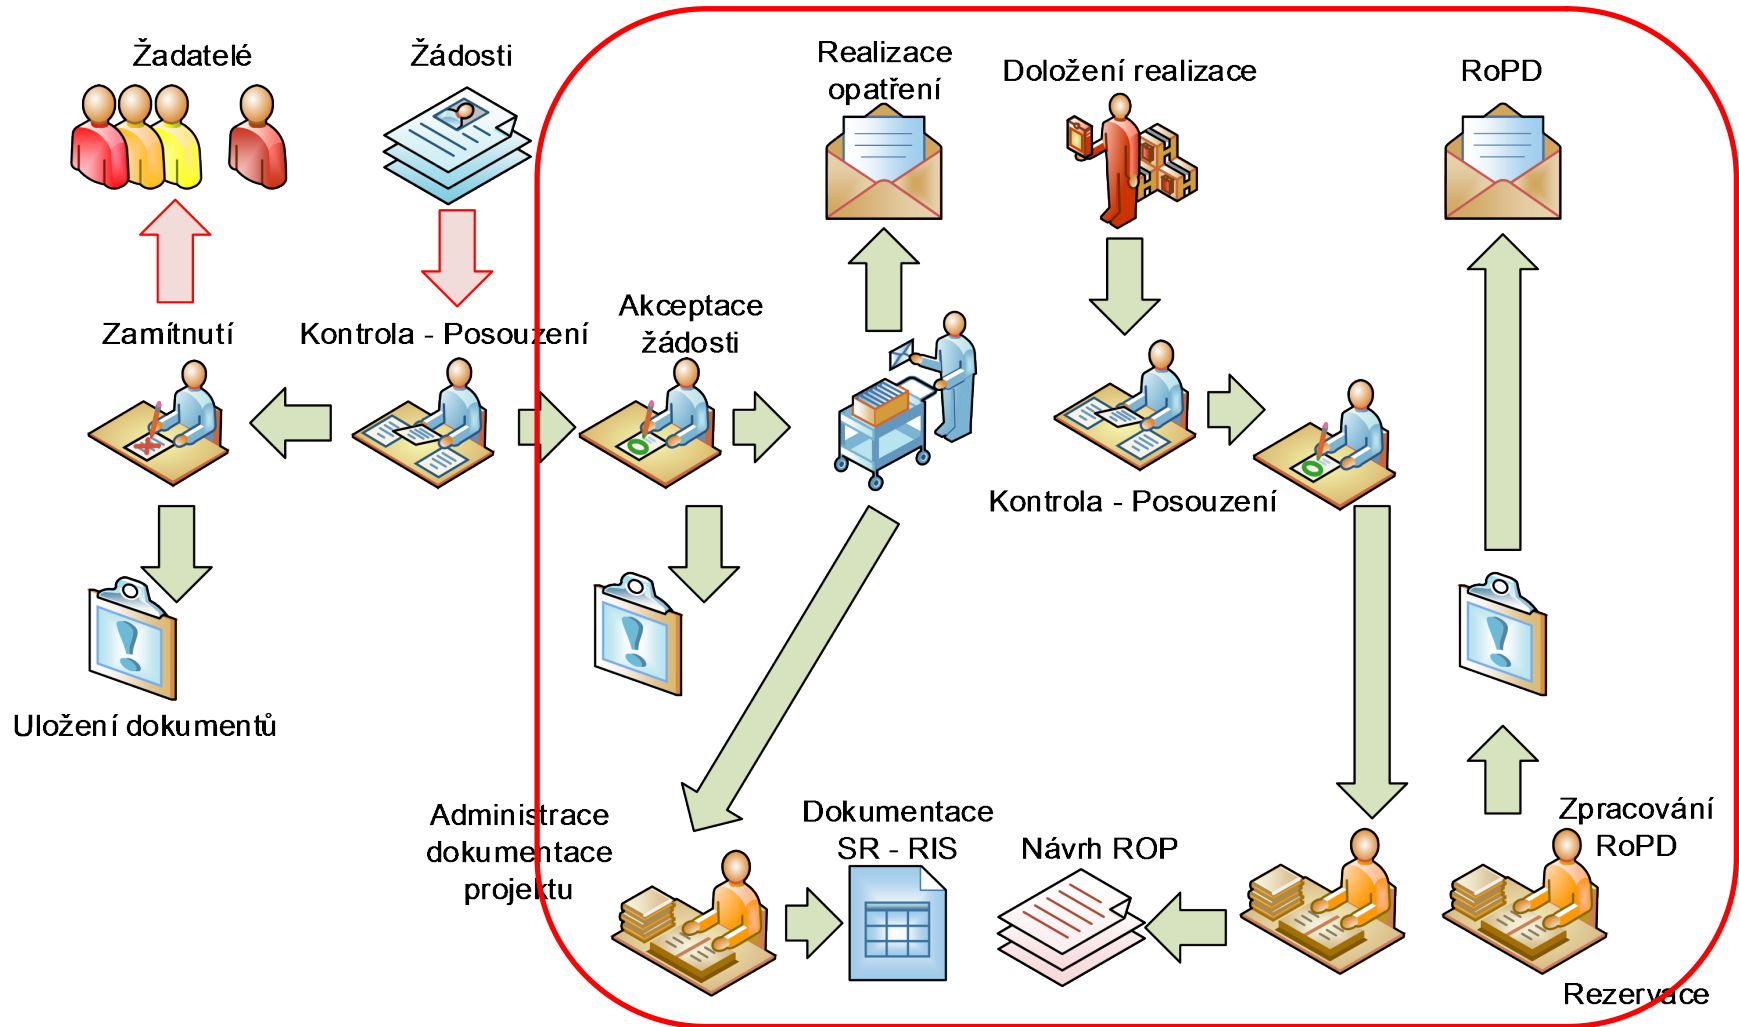 Žadatelé
Žádosti
Realizace
opatření
Doložení realizace
RoPD
Zamítnutí
Kontrola - Posouzení
Akceptace
žádosti
Kontrola - Posouzení
Uložení dokumentů
Administrace
dokumentace
projektu
Dokumentace
SR - RIS
Návrh ROP
Zpracování
RoPD
Rezervace